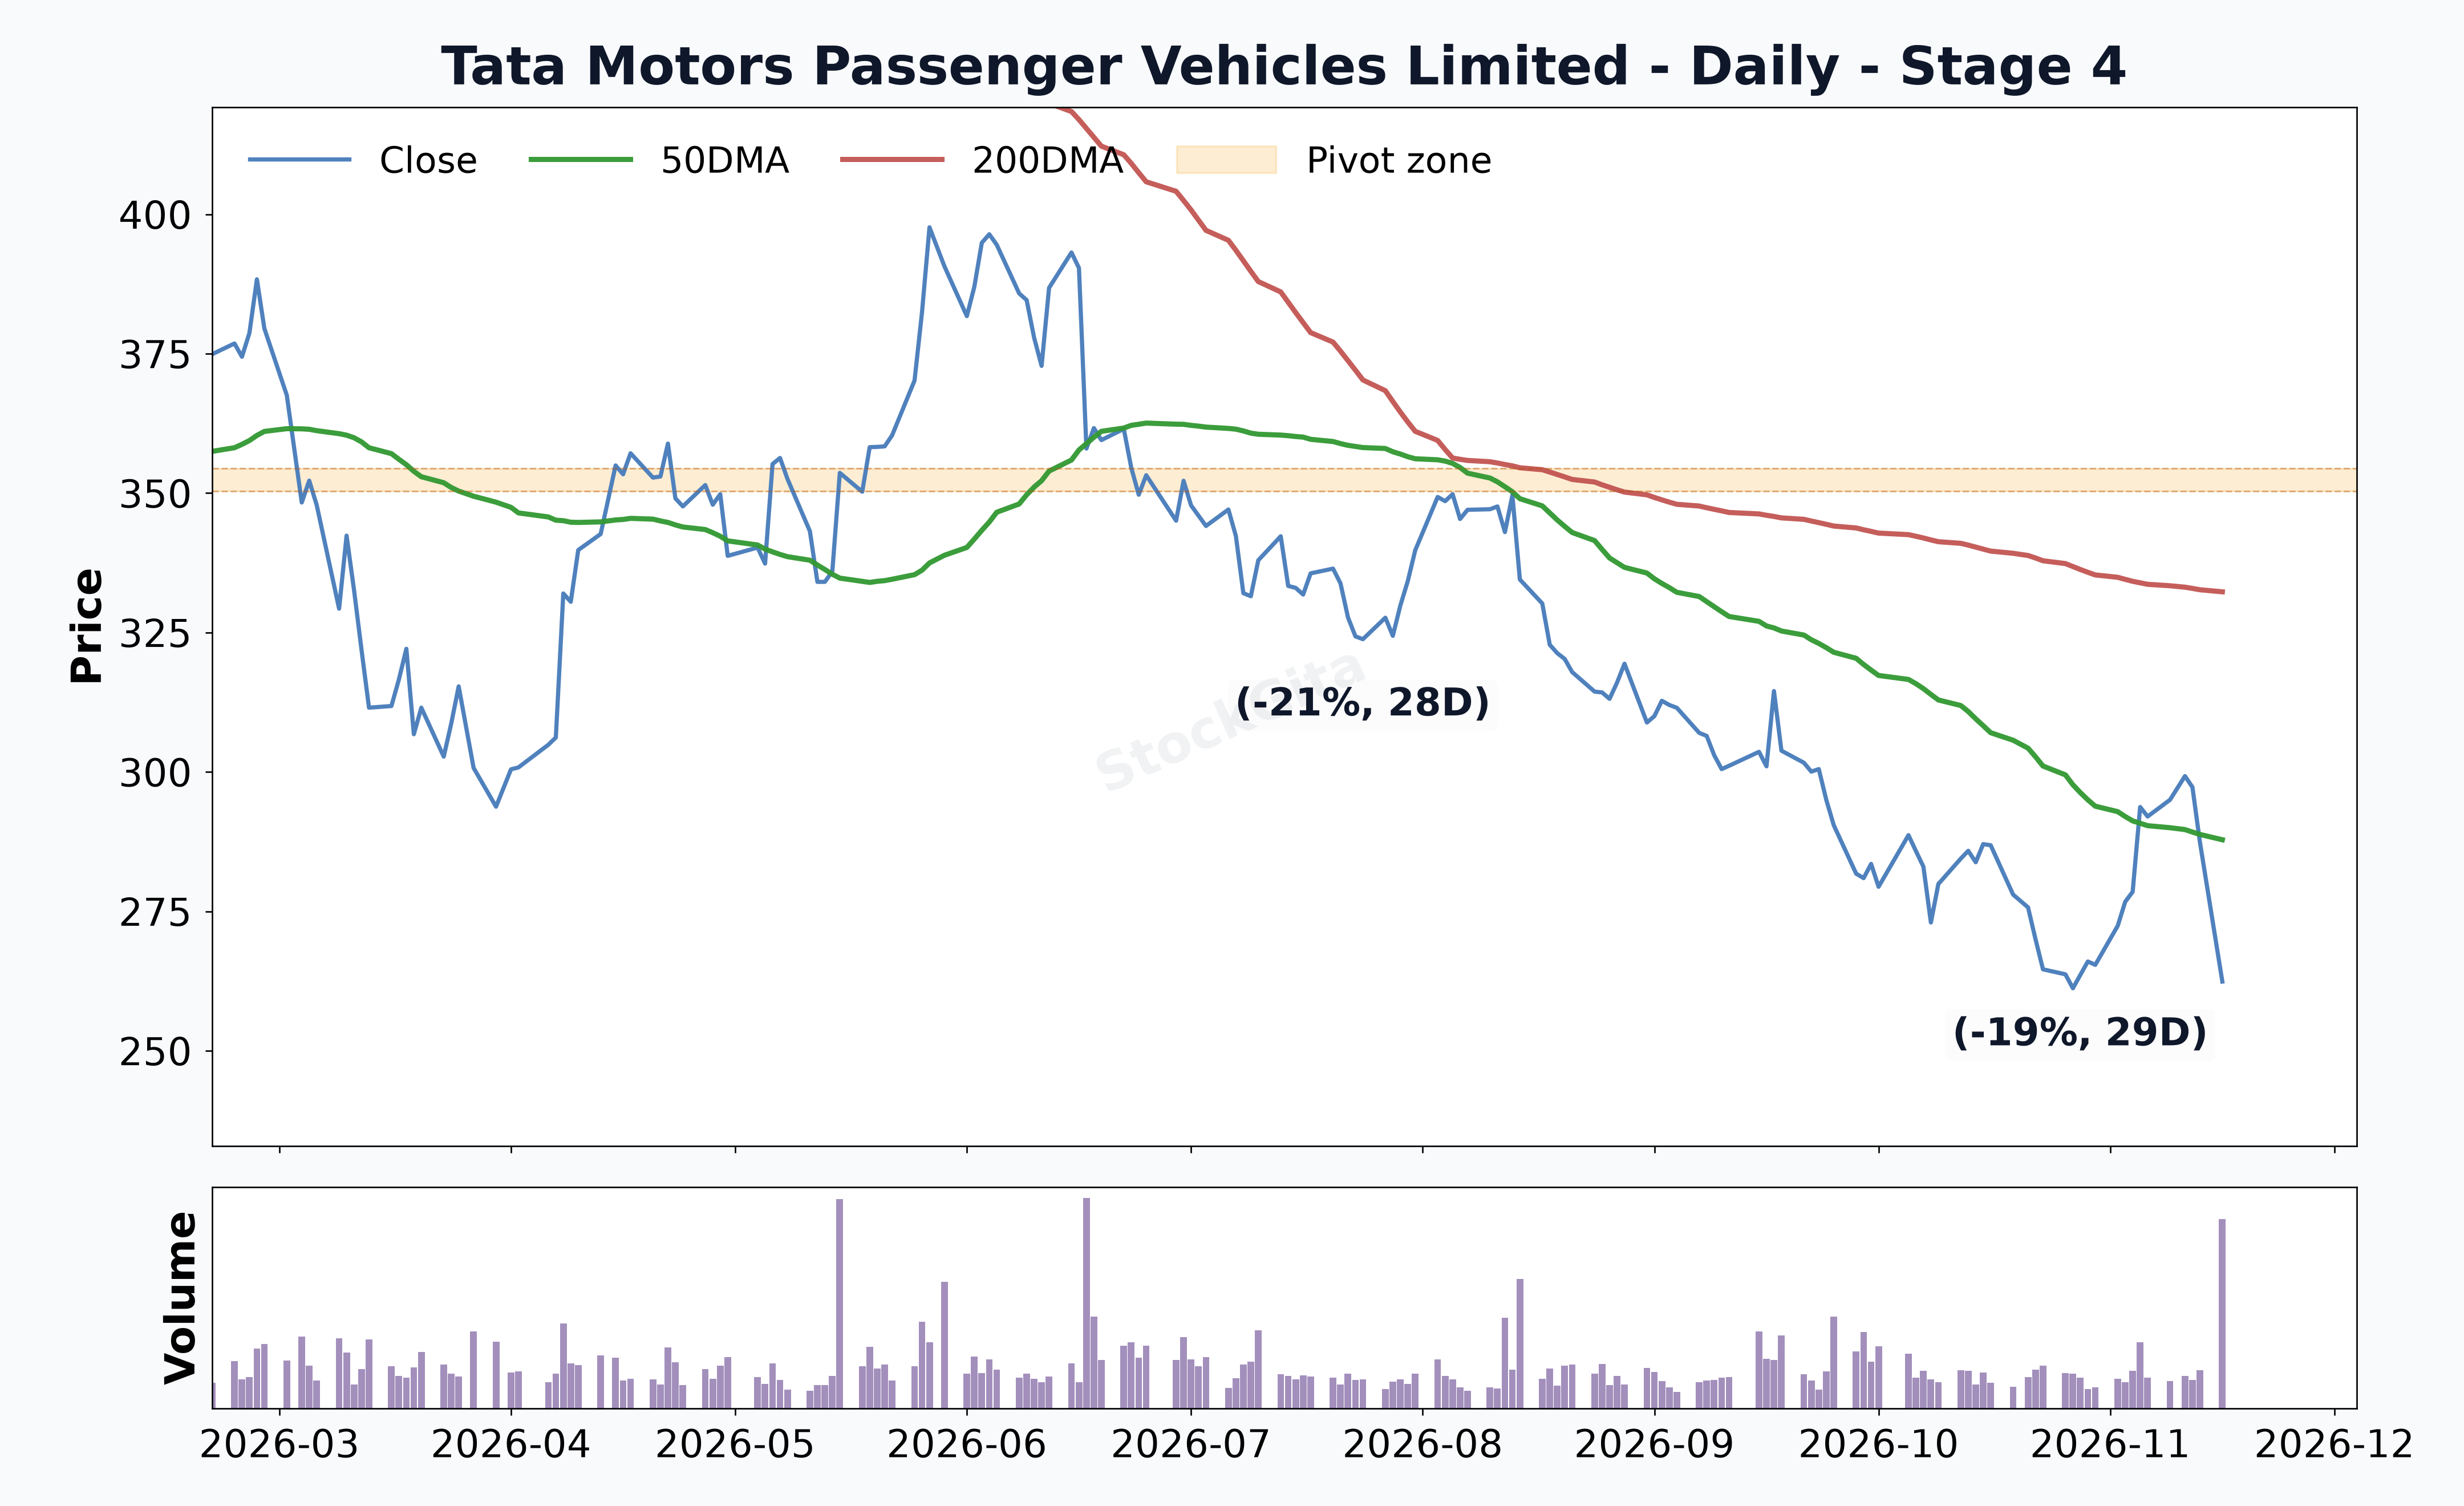 Tata Motors Passenger Vehicles Limited - Daily - Stage 4
Close 50DMA 200DMA Pivot zone
Price
400
375
350
325
300
275
250
StockGita
(-21%, 28D)
(-19%, 29D)
Volume
2026-03 2026-04 2026-05 2026-06 2026-07 2026-08 2026-09 2026-10 2026-11 2026-12